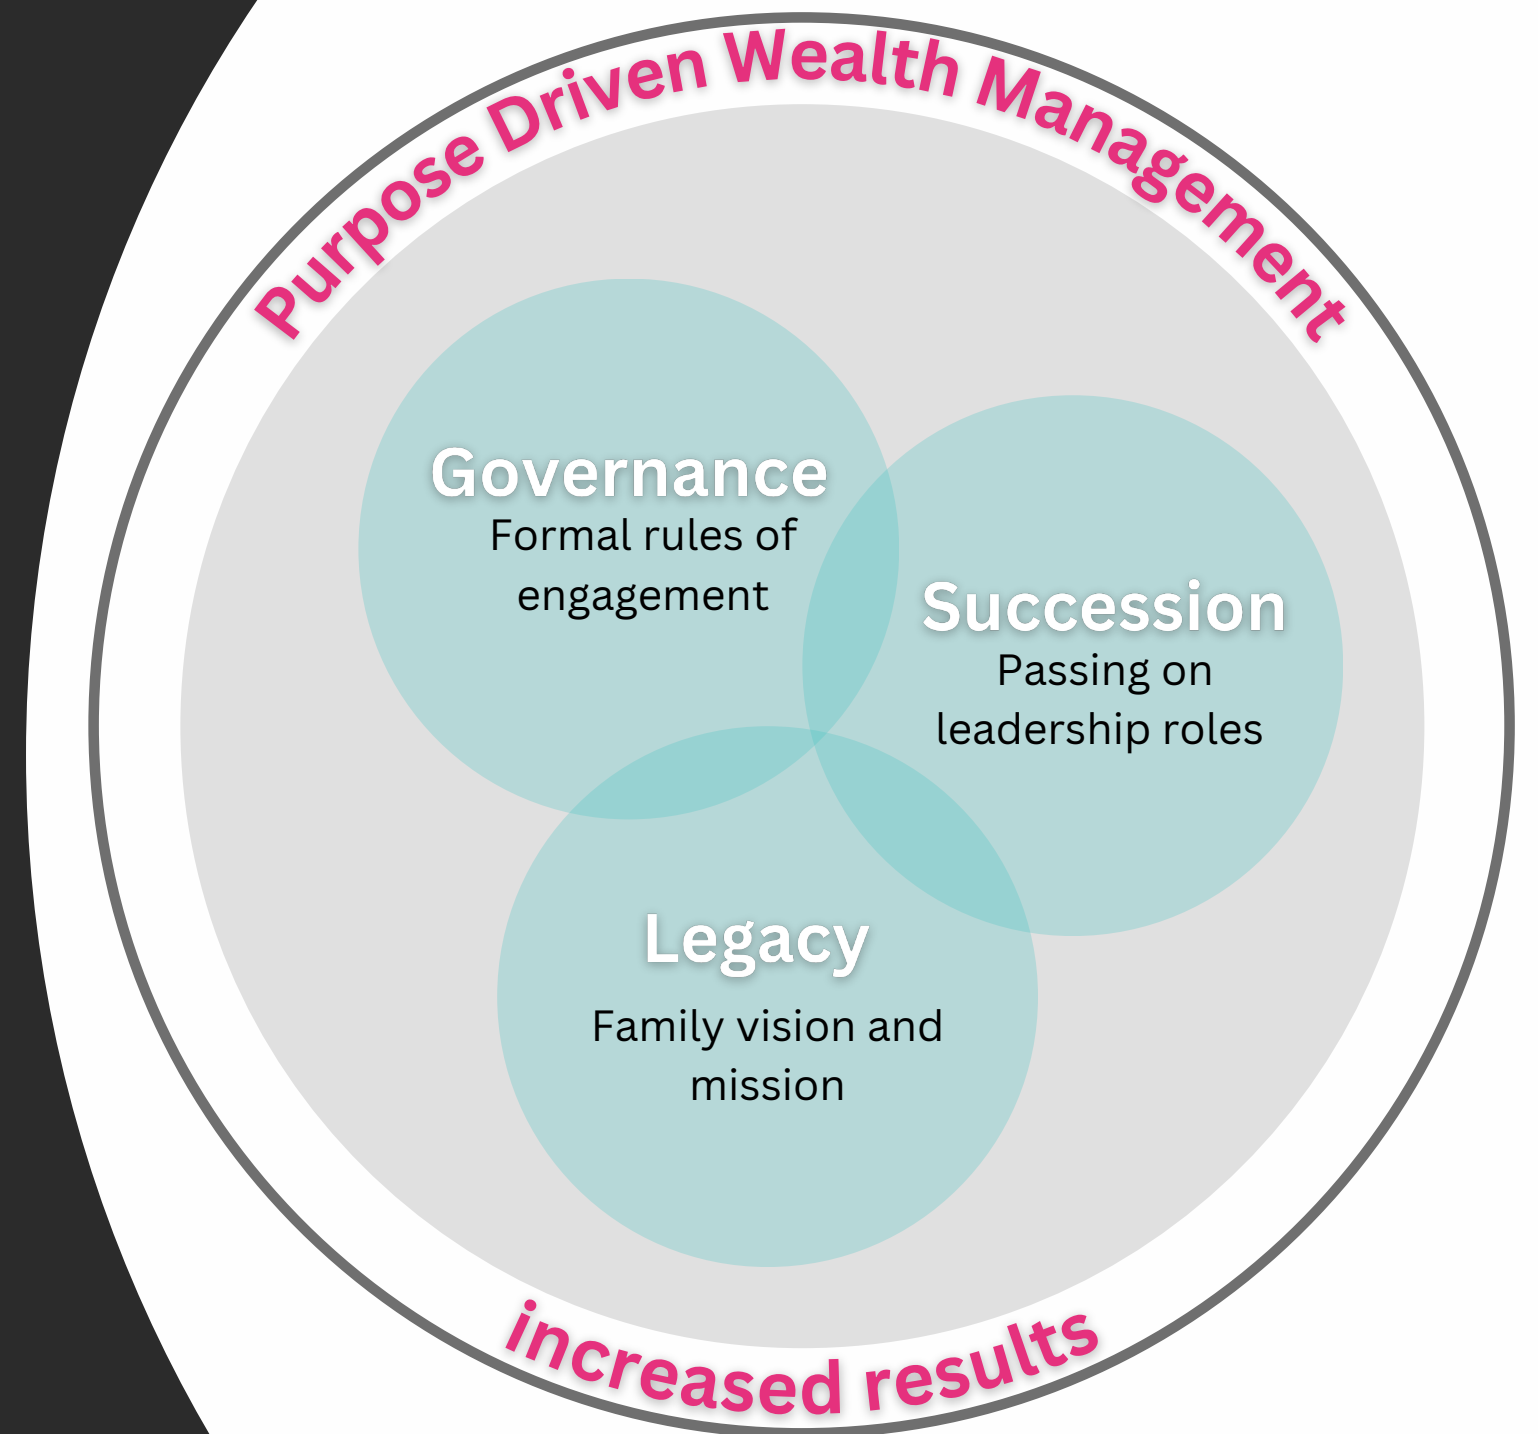 Purpose Driven Wealth Management
Governance
Formal rules of
engagement
Succession
Passing on
leadership roles
Legacy
Family vision and
mission
increased results